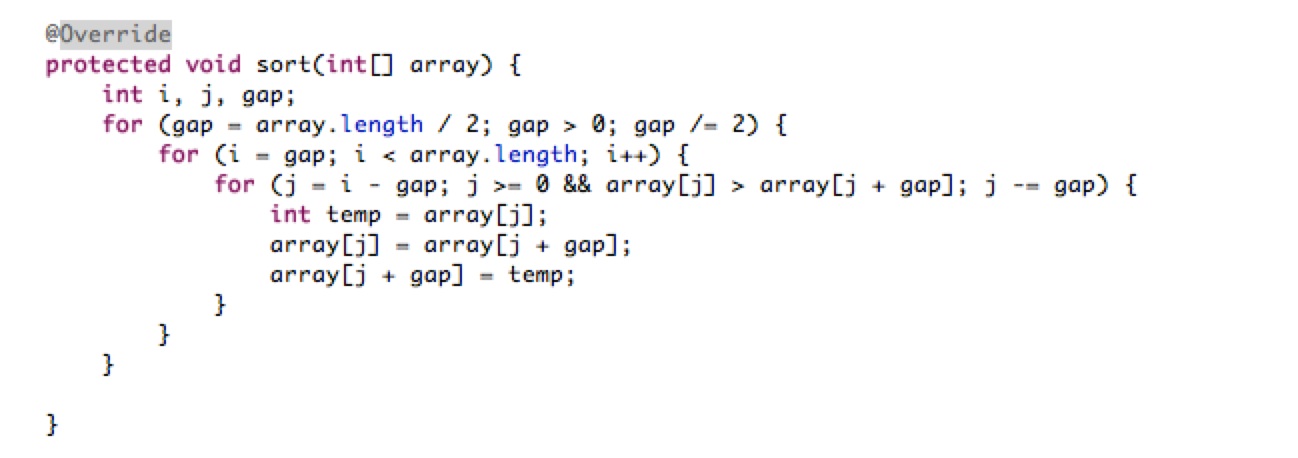 @Override
protected void sort(int[] array) {
    int i, j, gap;
    for (gap = array.length / 2; gap > 0; gap /= 2) {
        for (i = gap; i < array.length; i++) {
            for (j = i - gap; j >= 0 && array[j] > array[j + gap]; j -= gap) {
                int temp = array[j];
                array[j] = array[j + gap];
                array[j + gap] = temp;
            }
        }
    }

}